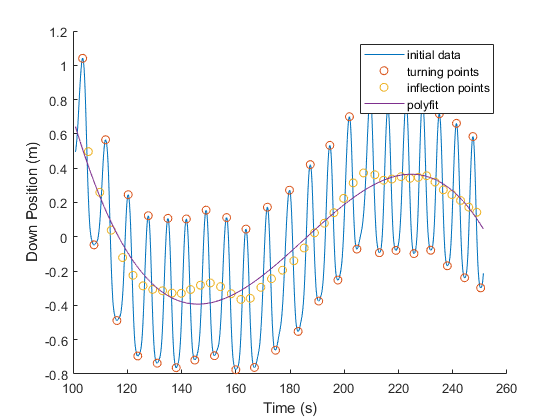 1.2
1
0.8
0.6
0.4
0.2
0
-0.2
-0.4
-0.6
-0.8
Down Position (m)
initial data
turning points
inflection points
polyfit
100 120 140 160 180 200 220 240 260
Time (s)